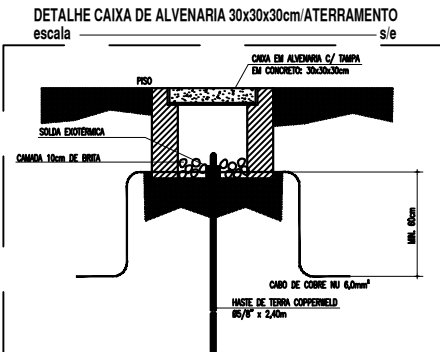 DETALHE CAIXA DE ALVENARIA 30x30x30cm/ATERRAMENTO
escala s/e
CAIXA EM ALVENARIA C/ TAMPA
EM CONCRETO: 30x30x30cm
PISO
SOLDA EXOTÉRMICA
CAMADA 10cm DE BRITA
MIN. 60cm
CABO DE COBRE NU 6,0mm²
HASTE DE TERRA COPPERWELD
Ø5/8" x 2,40m